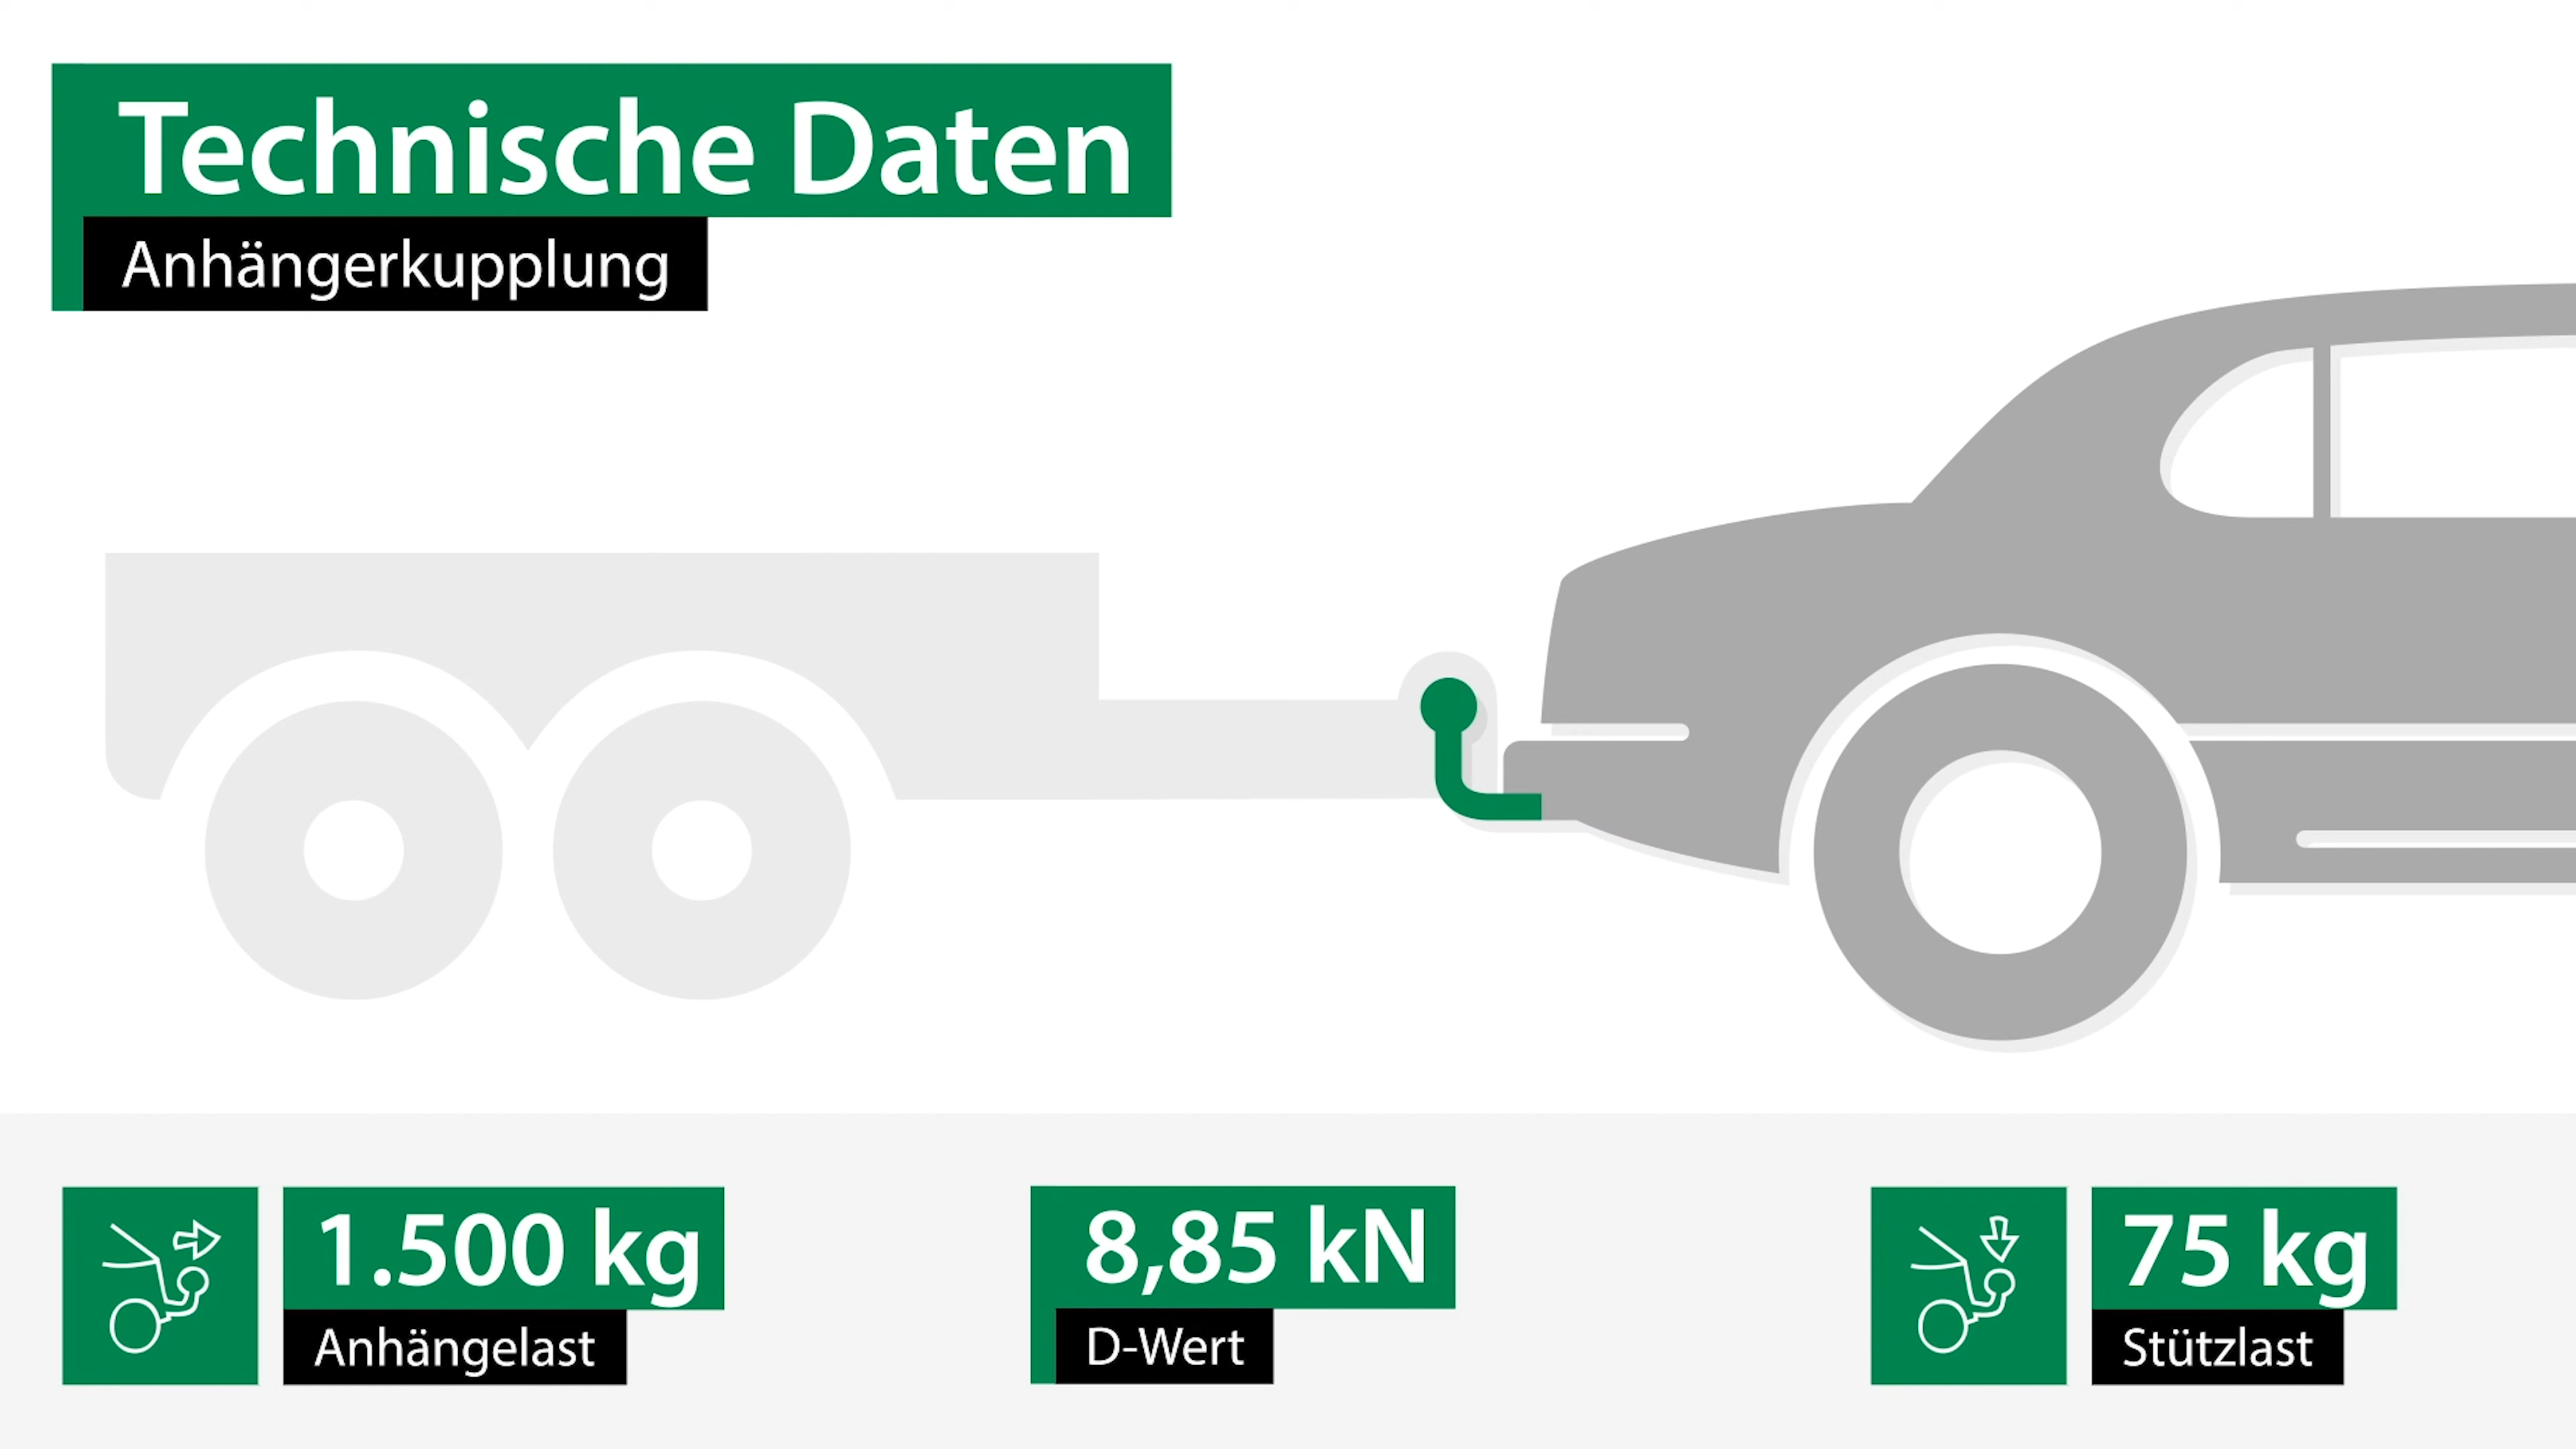 Technische Daten
Anhängerkupplung
1.500 kg
Anhängelast
8,85 kN
D-Wert
75 kg
Stützlast